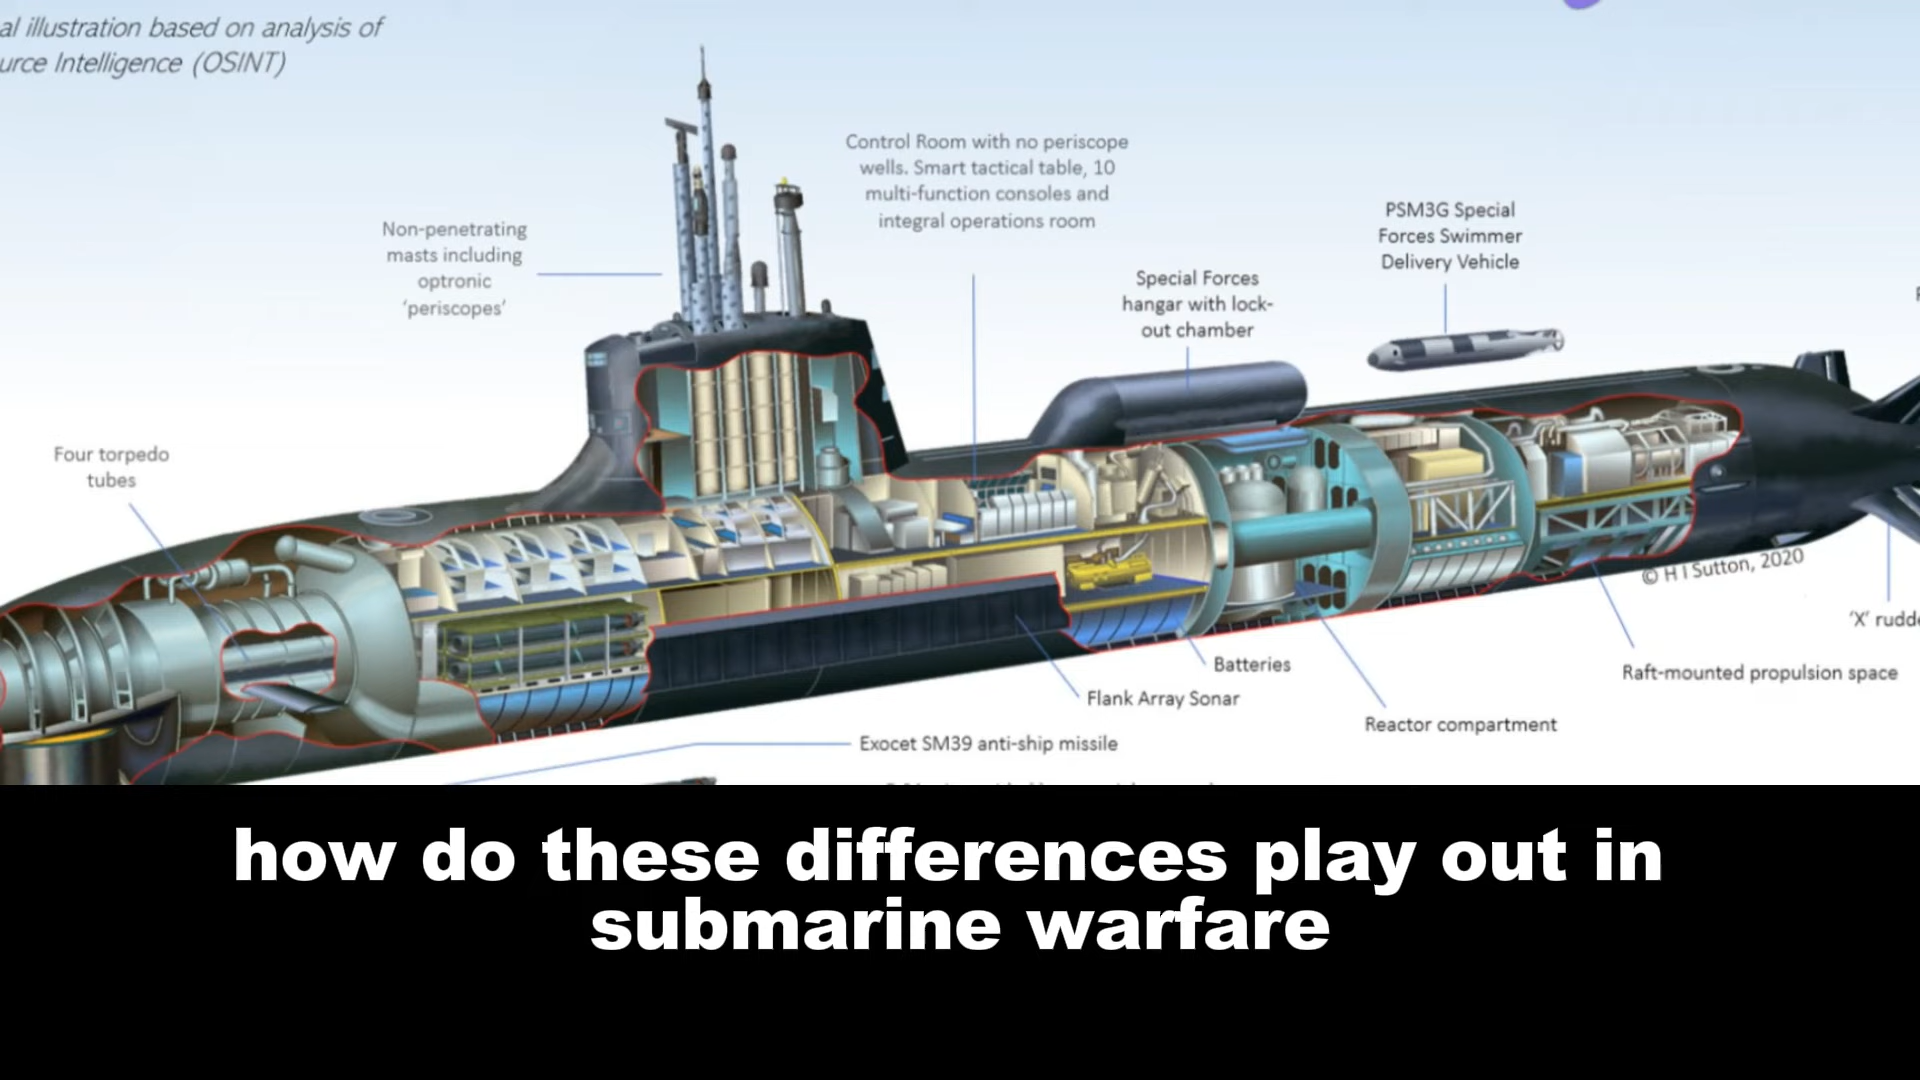 al illustration based on analysis of
urce Intelligence (OSINT)
Control Room with no periscope
wells. Smart tactical table, 10
multi-function consoles and
integral operations room
Non-penetrating
masts including
optronic
‘periscopes’
PSM3G Special
Forces Swimmer
Delivery Vehicle
Special Forces
hangar with lock-
out chamber
Four torpedo
tubes
© H I Sutton, 2020
‘X’ rudde
Batteries
Raft-mounted propulsion space
Flank Array Sonar
Reactor compartment
Exocet SM39 anti-ship missile
how do these differences play out in
submarine warfare